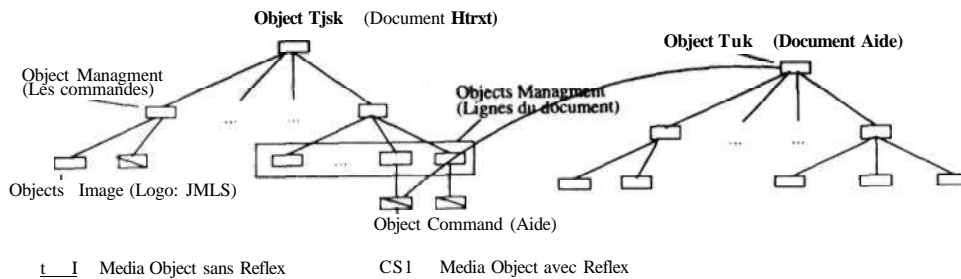 Object Tjsk (Document Htrxt)
Object Tuk (Document Aide)
Object Managment
(Les commandes)
Objects Managment
(Lignes du document)
...
...
...
...
....
...
Objects Image (Logo: JMLS)
Object Command (Aide)
t I Media Object sans Reflex CS1 Media Object avec Reflex